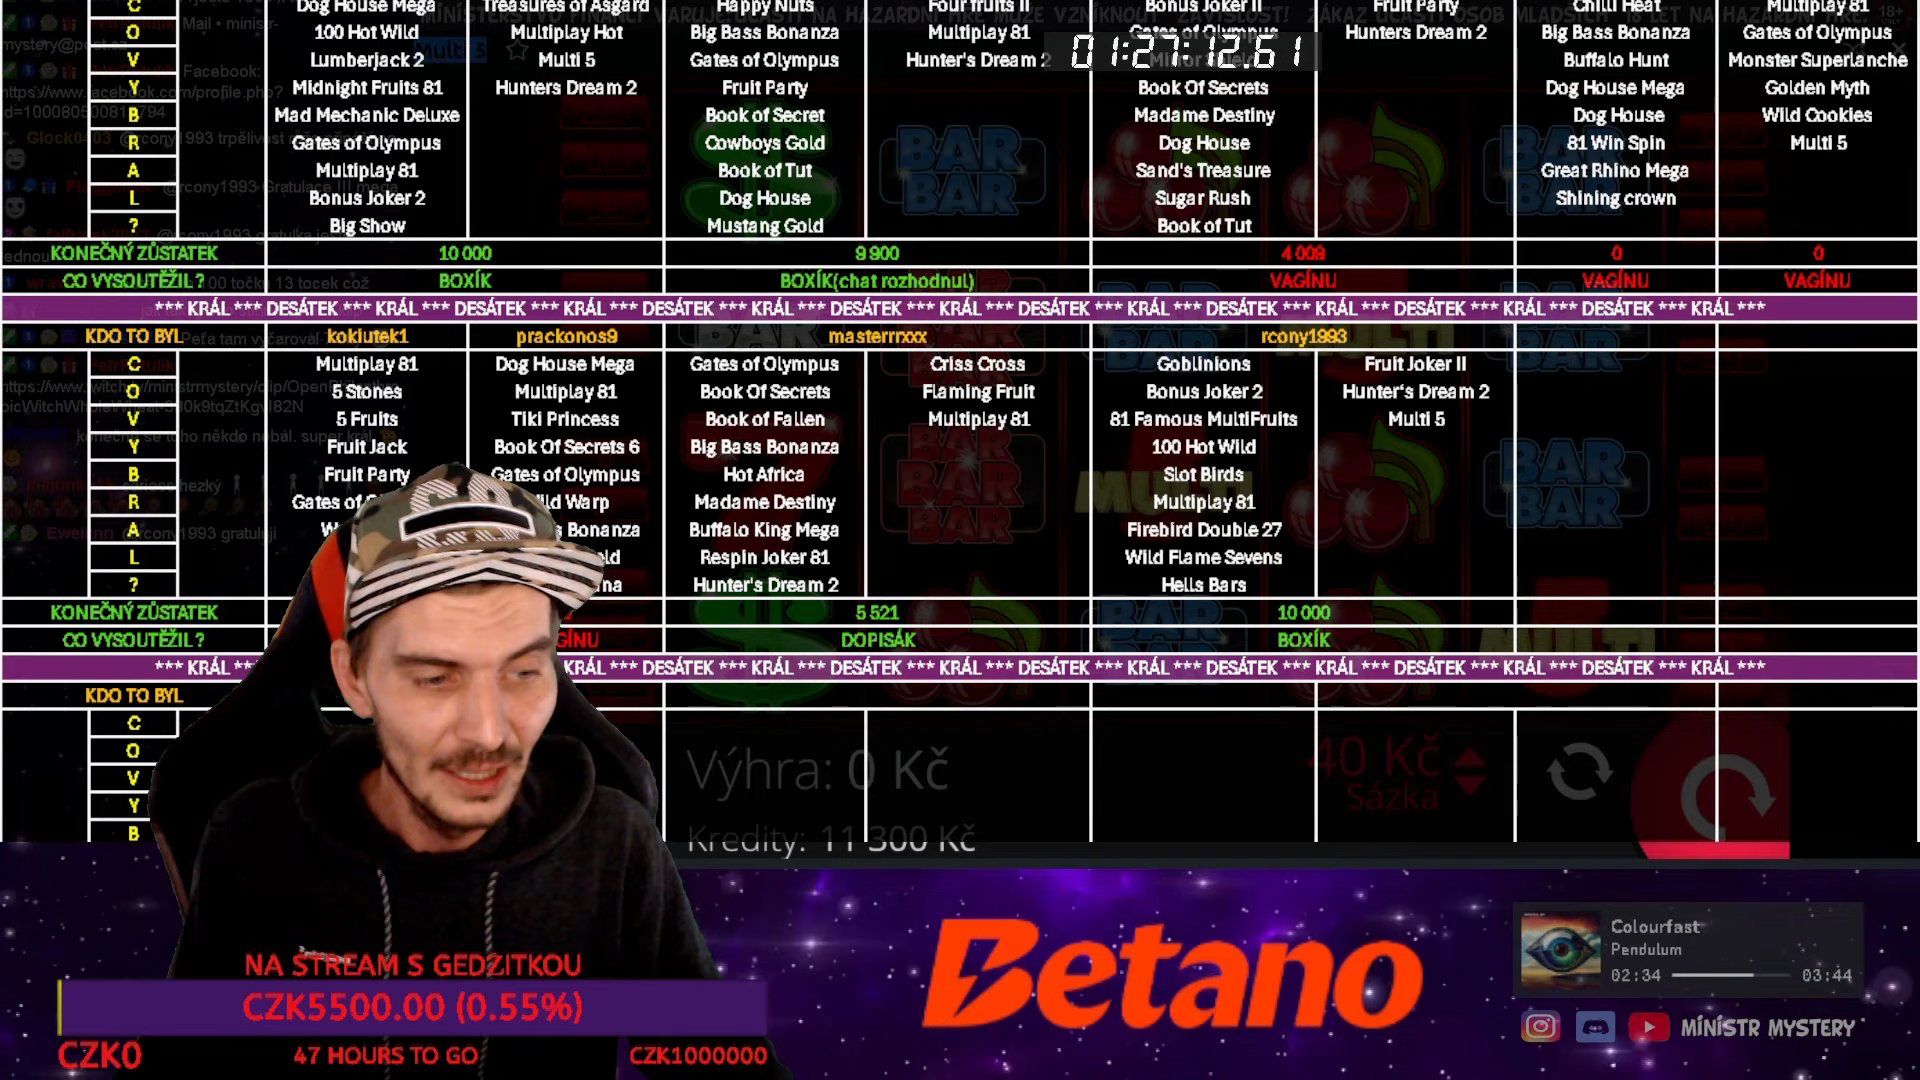 C Dog House Mega Treasures of Asgard Happy Nuts Four fruits II Bonus Joker II Fruit Party Chilli Heat Multiplay 81
O 100 Hot Wild Multiplay Hot Big Bass Bonanza Multiplay 81 Gates of Olympus Hunters Dream 2 Big Bass Bonanza Gates of Olympus
V Lumberjack 2 Multi 5 Gates of Olympus Hunter's Dream 2 Buffalo Hunt Monster Superlanche
01:27:12.61
Y Midnight Fruits 81 Hunters Dream 2 Fruit Party Book Of Secrets Dog House Mega Golden Myth
B Mad Mechanic Deluxe Book of Secret Madame Destiny Dog House Wild Cookies
R Gates of Olympus Cowboys Gold Dog House 81 Win Spin Multi 5
A Multiplay 81 Book of Tut Sand's Treasure Great Rhino Mega
L Bonus Joker 2 Dog House Sugar Rush Shining crown
? Big Show Mustang Gold Book of Tut
KONEČNÝ ZŮSTATEK 10 000 9 900 4 009 0 0
CO VYSOUTĚŽIL ? BOXÍK BOXÍK(chat rozhodnul) VAGÍNU VAGÍNU VAGÍNU
*** KRÁL *** DESÁTEK *** KRÁL *** DESÁTEK *** KRÁL *** DESÁTEK *** KRÁL *** DESÁTEK *** KRÁL *** DESÁTEK *** KRÁL *** DESÁTEK *** KRÁL *** DESÁTEK *** KRÁL ***
KDO TO BYL kokiutek1 prackonos9 masterrrxxx rcony1993
C Multiplay 81 Dog House Mega Gates of Olympus Criss Cross Goblinions Fruit Joker II
O 5 Stones Multiplay 81 Book Of Secrets Flaming Fruit Bonus Joker 2 Hunter's Dream 2
V 5 Fruits Tiki Princess Book of Fallen Multiplay 81 81 Famous MultiFruits Multi 5
Y Fruit Jack Book Of Secrets 6 Big Bass Bonanza 100 Hot Wild
B Fruit Party Gates of Olympus Hot Africa Slot Birds
R Gates of Warp Madame Destiny Multiplay 81
A Bonanza Buffalo King Mega Firebird Double 27
L Respin Joker 81 Wild Flame Sevens
? Hunter's Dream 2 Hells Bars
KONEČNÝ ZŮSTATEK 5 521 10 000
CO VYSOUTĚŽIL ? DOPISÁK BOXÍK
*** KRÁL *** KRÁL *** DESÁTEK *** KRÁL *** DESÁTEK *** KRÁL *** DESÁTEK *** KRÁL *** DESÁTEK *** KRÁL *** DESÁTEK *** KRÁL ***
KDO TO BYL
C
O
V
Y
B
Výhra: 0 Kč
40 Kč
Sázka
Kredity: 11 300 Kč
NA STREAM S GEDZITKOU
CZK5500.00 (0.55%)
CZK0 47 HOURS TO GO CZK1000000
Betano
Colourfast
Pendulum
02:34 03:44
MINISTR MYSTERY